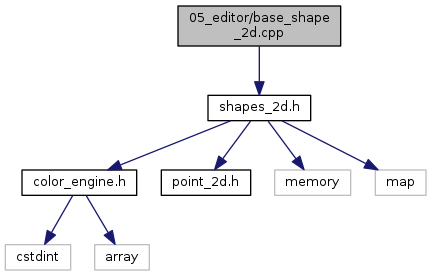 05_editor/base_shape
_2d.cpp
shapes_2d.h
color_engine.h
point_2d.h
memory
map
cstdint
array